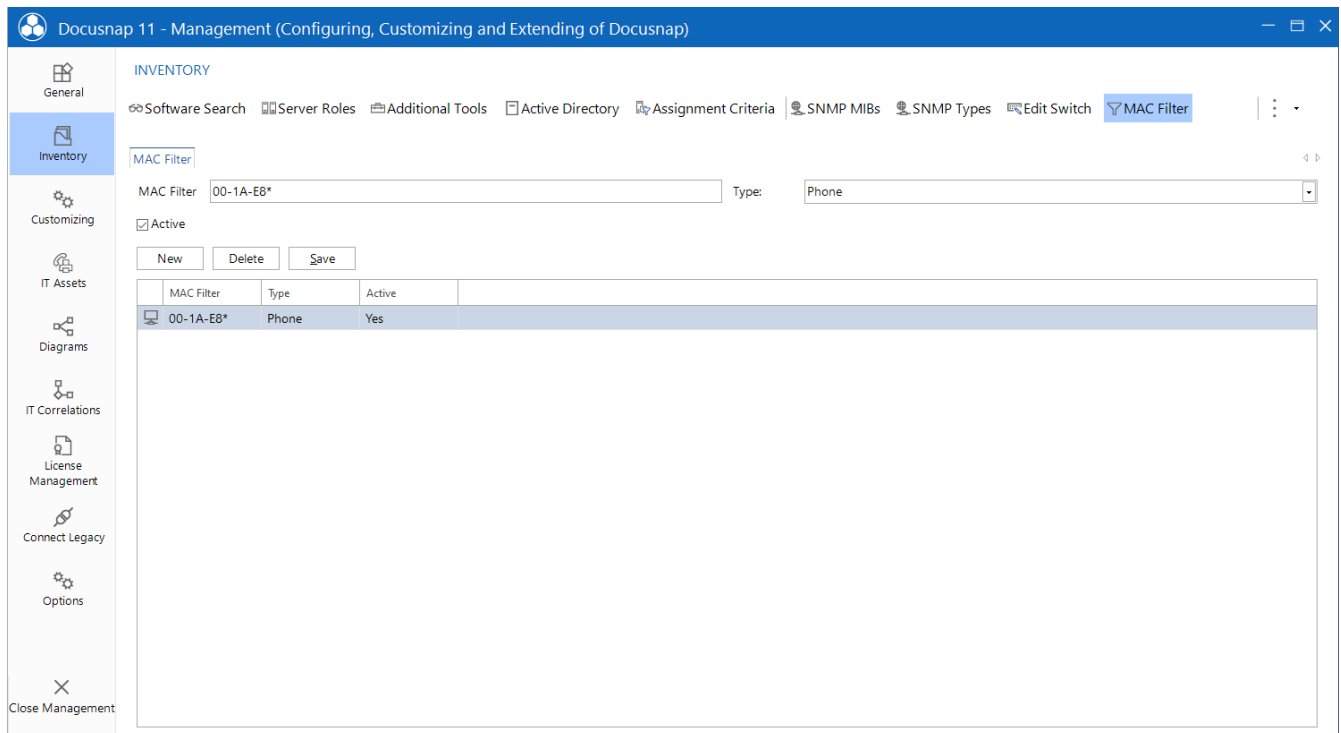 Docusnap 11 - Management (Configuring, Customizing and Extending of Docusnap)
General
Inventory
Customizing
IT Assets
Diagrams
IT Correlations
License
Management
Connect Legacy
Options
Close Management
INVENTORY
Software Search Server Roles Additional Tools Active Directory Assignment Criteria SNMP MIBs SNMP Types Edit Switch MAC Filter
MAC Filter
MAC Filter 00-1A-E8* Type: Phone
Active
New Delete Save
MAC Filter Type Active
00-1A-E8* Phone Yes